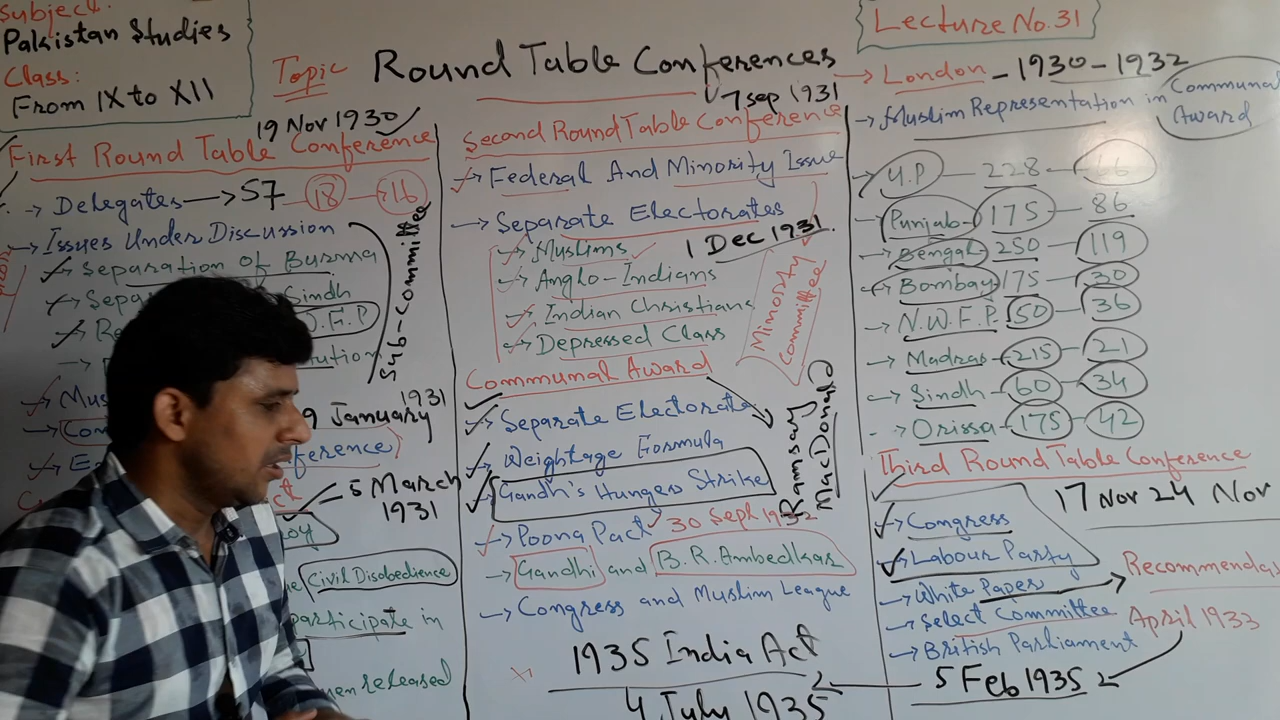 Subject:
Pakistan Studies
Class:
From IX to XII
Topic Round Table Conferences
Lecture No. 31
→ London - 1930 - 1932
→ Muslim Representation in Communal Award
19 Nov 1930
First Round Table Conference
→ Delegates → 57 18 - 16
→ Issues Under Discussion
→ Separation of Burma
Sindh
Sub-Committee
19 January 1931
5 March 1931
Civil Disobedience
participate in
released
7 Sep 1931
Second Round Table Conference
→ Federal And Minority Issue
→ Separate Electorates
1 Dec 1931
→ Muslims
→ Anglo-Indians
→ Indian Christians
→ Depressed Class
Minority Committee
Communal Award
→ Separate Electorate
→ Weightage Formula
→ Gandhi's Hunger Strike
Ramsay MacDonald
→ Poona Pact 30 Sept 1932
→ Gandhi and B.R. Ambedkar
→ Congress and Muslim League
1935 India Act
4 July 1935
→ U.P - 228 - 66
→ Punjab - 175 - 86
→ Bengal 250 - 119
→ Bombay 175 - 30
→ N.W.F.P. 50 - 36
→ Madras - 215 - 21
→ Sindh - 60 - 34
→ Orissa - 175 - 42
Third Round Table Conference
17 Nov 24 Nov
→ Congress
→ Labour Party
→ White Paper → Recommendas
→ Select Committee April 1933
→ British Parliament
5 Feb 1935